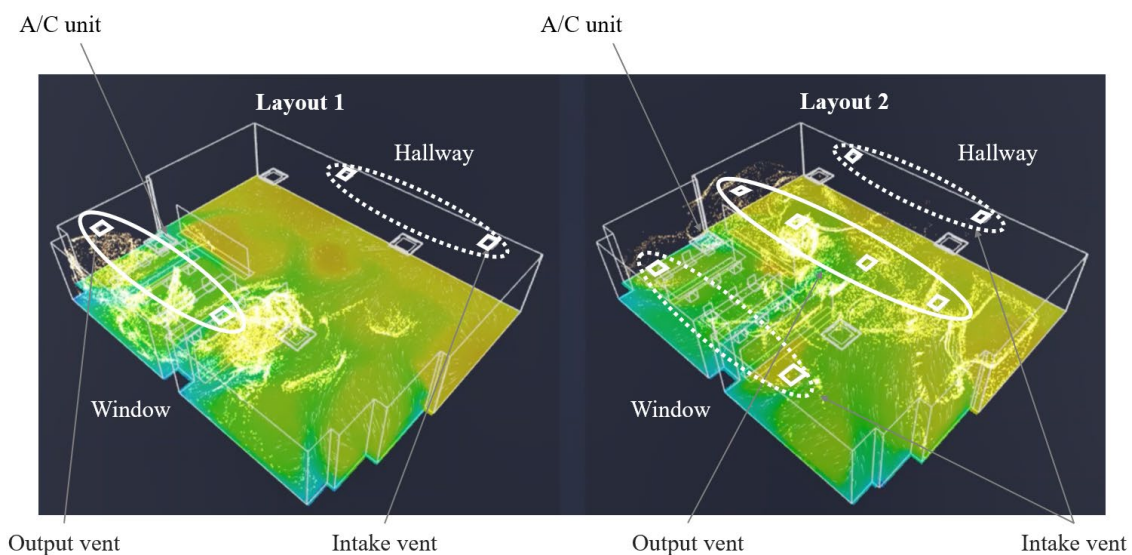 A/C unit
A/C unit
Layout 1
Layout 2
Hallway
Hallway
Window
Window
Output vent
Intake vent
Output vent
Intake vent